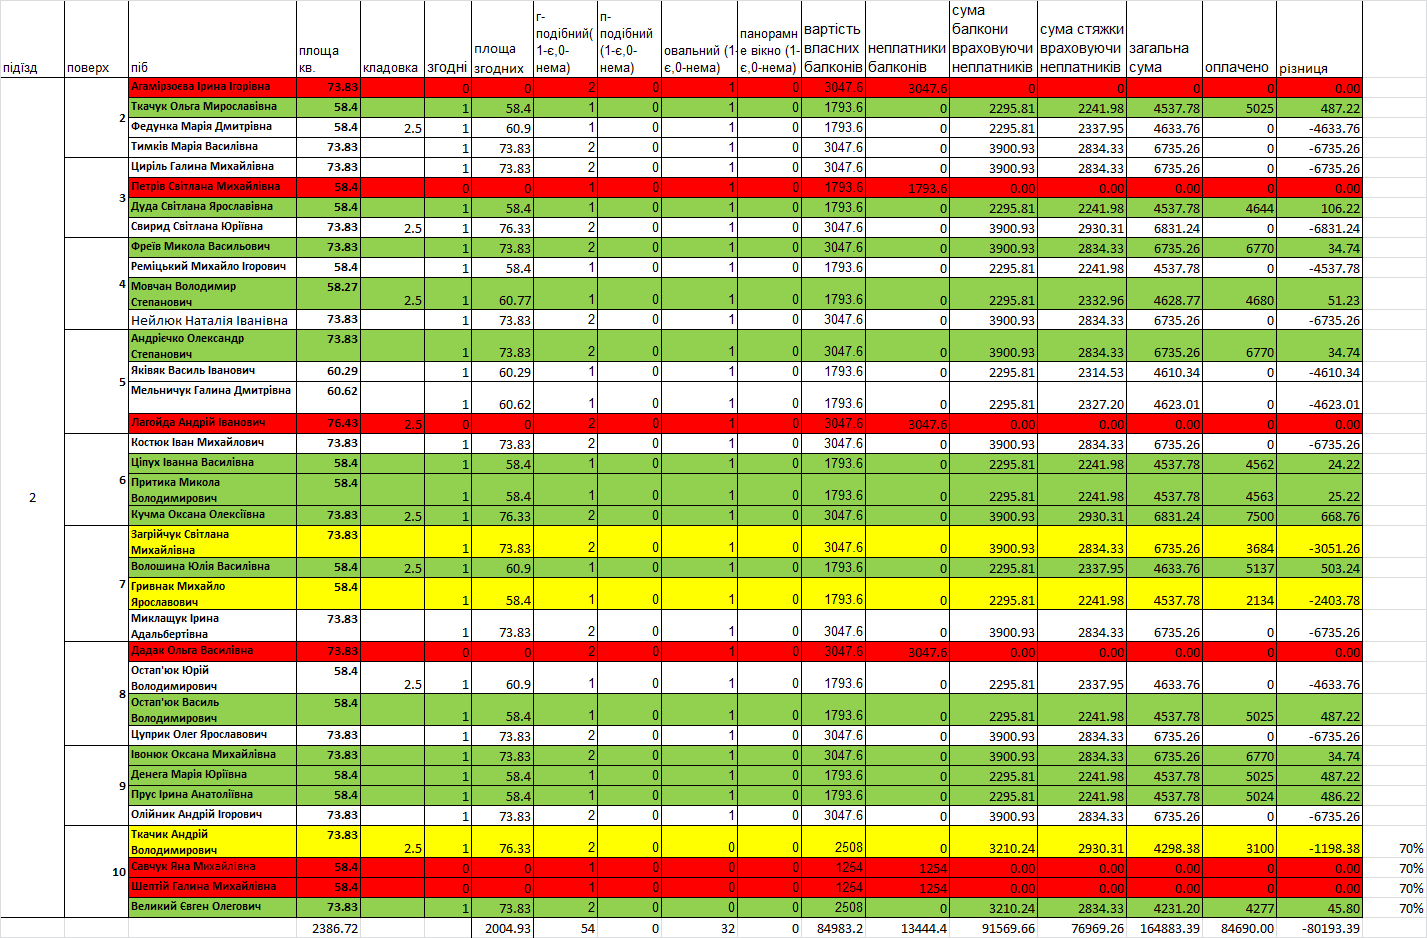 підїзд поверх піб площа кв. кладовка згодні площа згодних г-подібний(1-є,0-нема) п-подібний (1-є,0-нема) овальний (1-є,0-нема) панорамне вікно (1-є,0-нема) вартість власних балконів неплатники балконів сума балкони враховуючи неплатників сума стяжки враховуючи неплатників загальна сума оплачено різниця
2
2
Агамірзоєва Ірина Ігорівна 73.83 0 0 2 0 1 0 3047.6 3047.6 0 0 0 0 0.00
Ткачук Ольга Мирославівна 58.4 1 58.4 1 0 1 0 1793.6 0 2295.81 2241.98 4537.78 5025 487.22
Федунка Марія Дмитрівна 58.4 2.5 1 60.9 1 0 1 0 1793.6 0 2295.81 2337.95 4633.76 0 -4633.76
Тимків Марія Василівна 73.83 1 73.83 2 0 1 0 3047.6 0 3900.93 2834.33 6735.26 0 -6735.26
3
Циріль Галина Михайлівна 73.83 1 73.83 2 0 1 0 3047.6 0 3900.93 2834.33 6735.26 0 -6735.26
Петрів Світлана Михайлівна 58.4 0 0 1 0 1 0 1793.6 1793.6 0.00 0.00 0.00 0 0.00
Дуда Світлана Ярославівна 58.4 1 58.4 1 0 1 0 1793.6 0 2295.81 2241.98 4537.78 4644 106.22
Свирид Світлана Юріївна 73.83 2.5 1 76.33 2 0 1 0 3047.6 0 3900.93 2930.31 6831.24 0 -6831.24
4
Фреїв Микола Васильович 73.83 1 73.83 2 0 1 0 3047.6 0 3900.93 2834.33 6735.26 6770 34.74
Реміцький Михайло Ігорович 58.4 1 58.4 1 0 1 0 1793.6 0 2295.81 2241.98 4537.78 0 -4537.78
Мовчан Володимир Степанович 58.27 2.5 1 60.77 1 0 1 0 1793.6 0 2295.81 2332.96 4628.77 4680 51.23
Нейлюк Наталія Іванівна 73.83 1 73.83 2 0 1 0 3047.6 0 3900.93 2834.33 6735.26 0 -6735.26
5
Андрієчко Олександр Степанович 73.83 1 73.83 2 0 1 0 3047.6 0 3900.93 2834.33 6735.26 6770 34.74
Яківяк Василь Іванович 60.29 1 60.29 1 0 1 0 1793.6 0 2295.81 2314.53 4610.34 0 -4610.34
Мельничук Галина Дмитрівна 60.62 1 60.62 1 0 1 0 1793.6 0 2295.81 2327.20 4623.01 0 -4623.01
Лагойда Андрій Іванович 76.43 2.5 0 0 2 0 1 0 3047.6 3047.6 0.00 0.00 0.00 0 0.00
6
Костюк Іван Михайлович 73.83 1 73.83 2 0 1 0 3047.6 0 3900.93 2834.33 6735.26 0 -6735.26
Ціпух Іванна Василівна 58.4 1 58.4 1 0 1 0 1793.6 0 2295.81 2241.98 4537.78 4562 24.22
Притика Микола Володимирович 58.4 1 58.4 1 0 1 0 1793.6 0 2295.81 2241.98 4537.78 4563 25.22
Кучма Оксана Олексіївна 73.83 2.5 1 76.33 2 0 1 0 3047.6 0 3900.93 2930.31 6831.24 7500 668.76
7
Загрійчук Світлана Михайлівна 73.83 1 73.83 2 0 1 0 3047.6 0 3900.93 2834.33 6735.26 3684 -3051.26
Волошина Юлія Василівна 58.4 2.5 1 60.9 1 0 1 0 1793.6 0 2295.81 2337.95 4633.76 5137 503.24
Гривнак Михайло Ярославович 58.4 1 58.4 1 0 1 0 1793.6 0 2295.81 2241.98 4537.78 2134 -2403.78
Миклащук Ірина Адальбертівна 73.83 1 73.83 2 0 1 0 3047.6 0 3900.93 2834.33 6735.26 0 -6735.26
8
Дадак Ольга Василівна 73.83 0 0 2 0 1 0 3047.6 3047.6 0.00 0.00 0.00 0 0.00
Остап'юк Юрій Володимирович 58.4 2.5 1 60.9 1 0 1 0 1793.6 0 2295.81 2337.95 4633.76 0 -4633.76
Остап'юк Василь Володимирович 58.4 1 58.4 1 0 1 0 1793.6 0 2295.81 2241.98 4537.78 5025 487.22
Цуприк Олег Ярославович 73.83 1 73.83 2 0 1 0 3047.6 0 3900.93 2834.33 6735.26 0 -6735.26
9
Івонюк Оксана Михайлівна 73.83 1 73.83 2 0 1 0 3047.6 0 3900.93 2834.33 6735.26 6770 34.74
Денега Марія Юріївна 58.4 1 58.4 1 0 1 0 1793.6 0 2295.81 2241.98 4537.78 5025 487.22
Прус Ірина Анатоліївна 58.4 1 58.4 1 0 1 0 1793.6 0 2295.81 2241.98 4537.78 5024 486.22
Олійник Андрій Ігорович 73.83 1 73.83 2 0 1 0 3047.6 0 3900.93 2834.33 6735.26 0 -6735.26
10
Ткачик Андрій Володимирович 73.83 2.5 1 76.33 2 0 0 0 2508 0 3210.24 2930.31 4298.38 3100 -1198.38 70%
Савчук Яна Михайлівна 58.4 0 0 1 0 0 0 1254 1254 0.00 0.00 0.00 0 0.00 70%
Шептій Галина Михайлівна 58.4 0 0 1 0 0 0 1254 1254 0.00 0.00 0.00 0 0.00 70%
Великий Євген Олегович 73.83 1 73.83 2 0 0 0 2508 0 3210.24 2834.33 4231.20 4277 45.80 70%
2386.72 2004.93 54 0 32 0 84983.2 13444.4 91569.66 76969.26 164883.39 84690.00 -80193.39